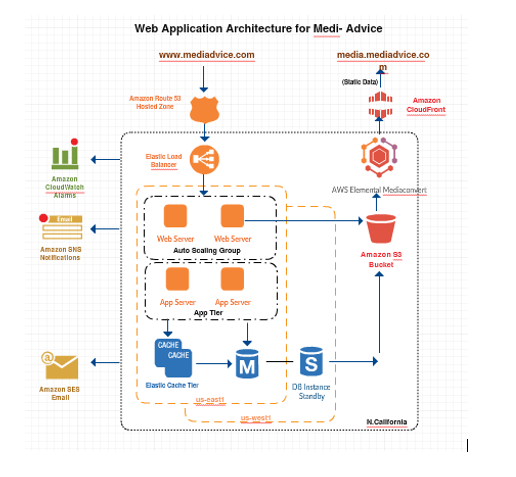 Web Application Architecture for Medi- Advice
www.mediadvice.com
media.mediadvice.co
m
(Static Data)
Amazon Route 53
Hosted Zone
Amazon
CloudFront
Elastic Load
Balancer
Amazon
CloudWatch
Alarms
AWS Elemental Mediaconvert
Email
Web Server
Web Server
Auto Scaling Group
Amazon SNS
Notifications
Amazon S3
Bucket
App Server
App Server
App Tier
CACHE
CACHE
M
S
@
Elastic Cache Tier
DB Instance
Standby
Amazon SES
Email
us-east1
us-west1
N.California